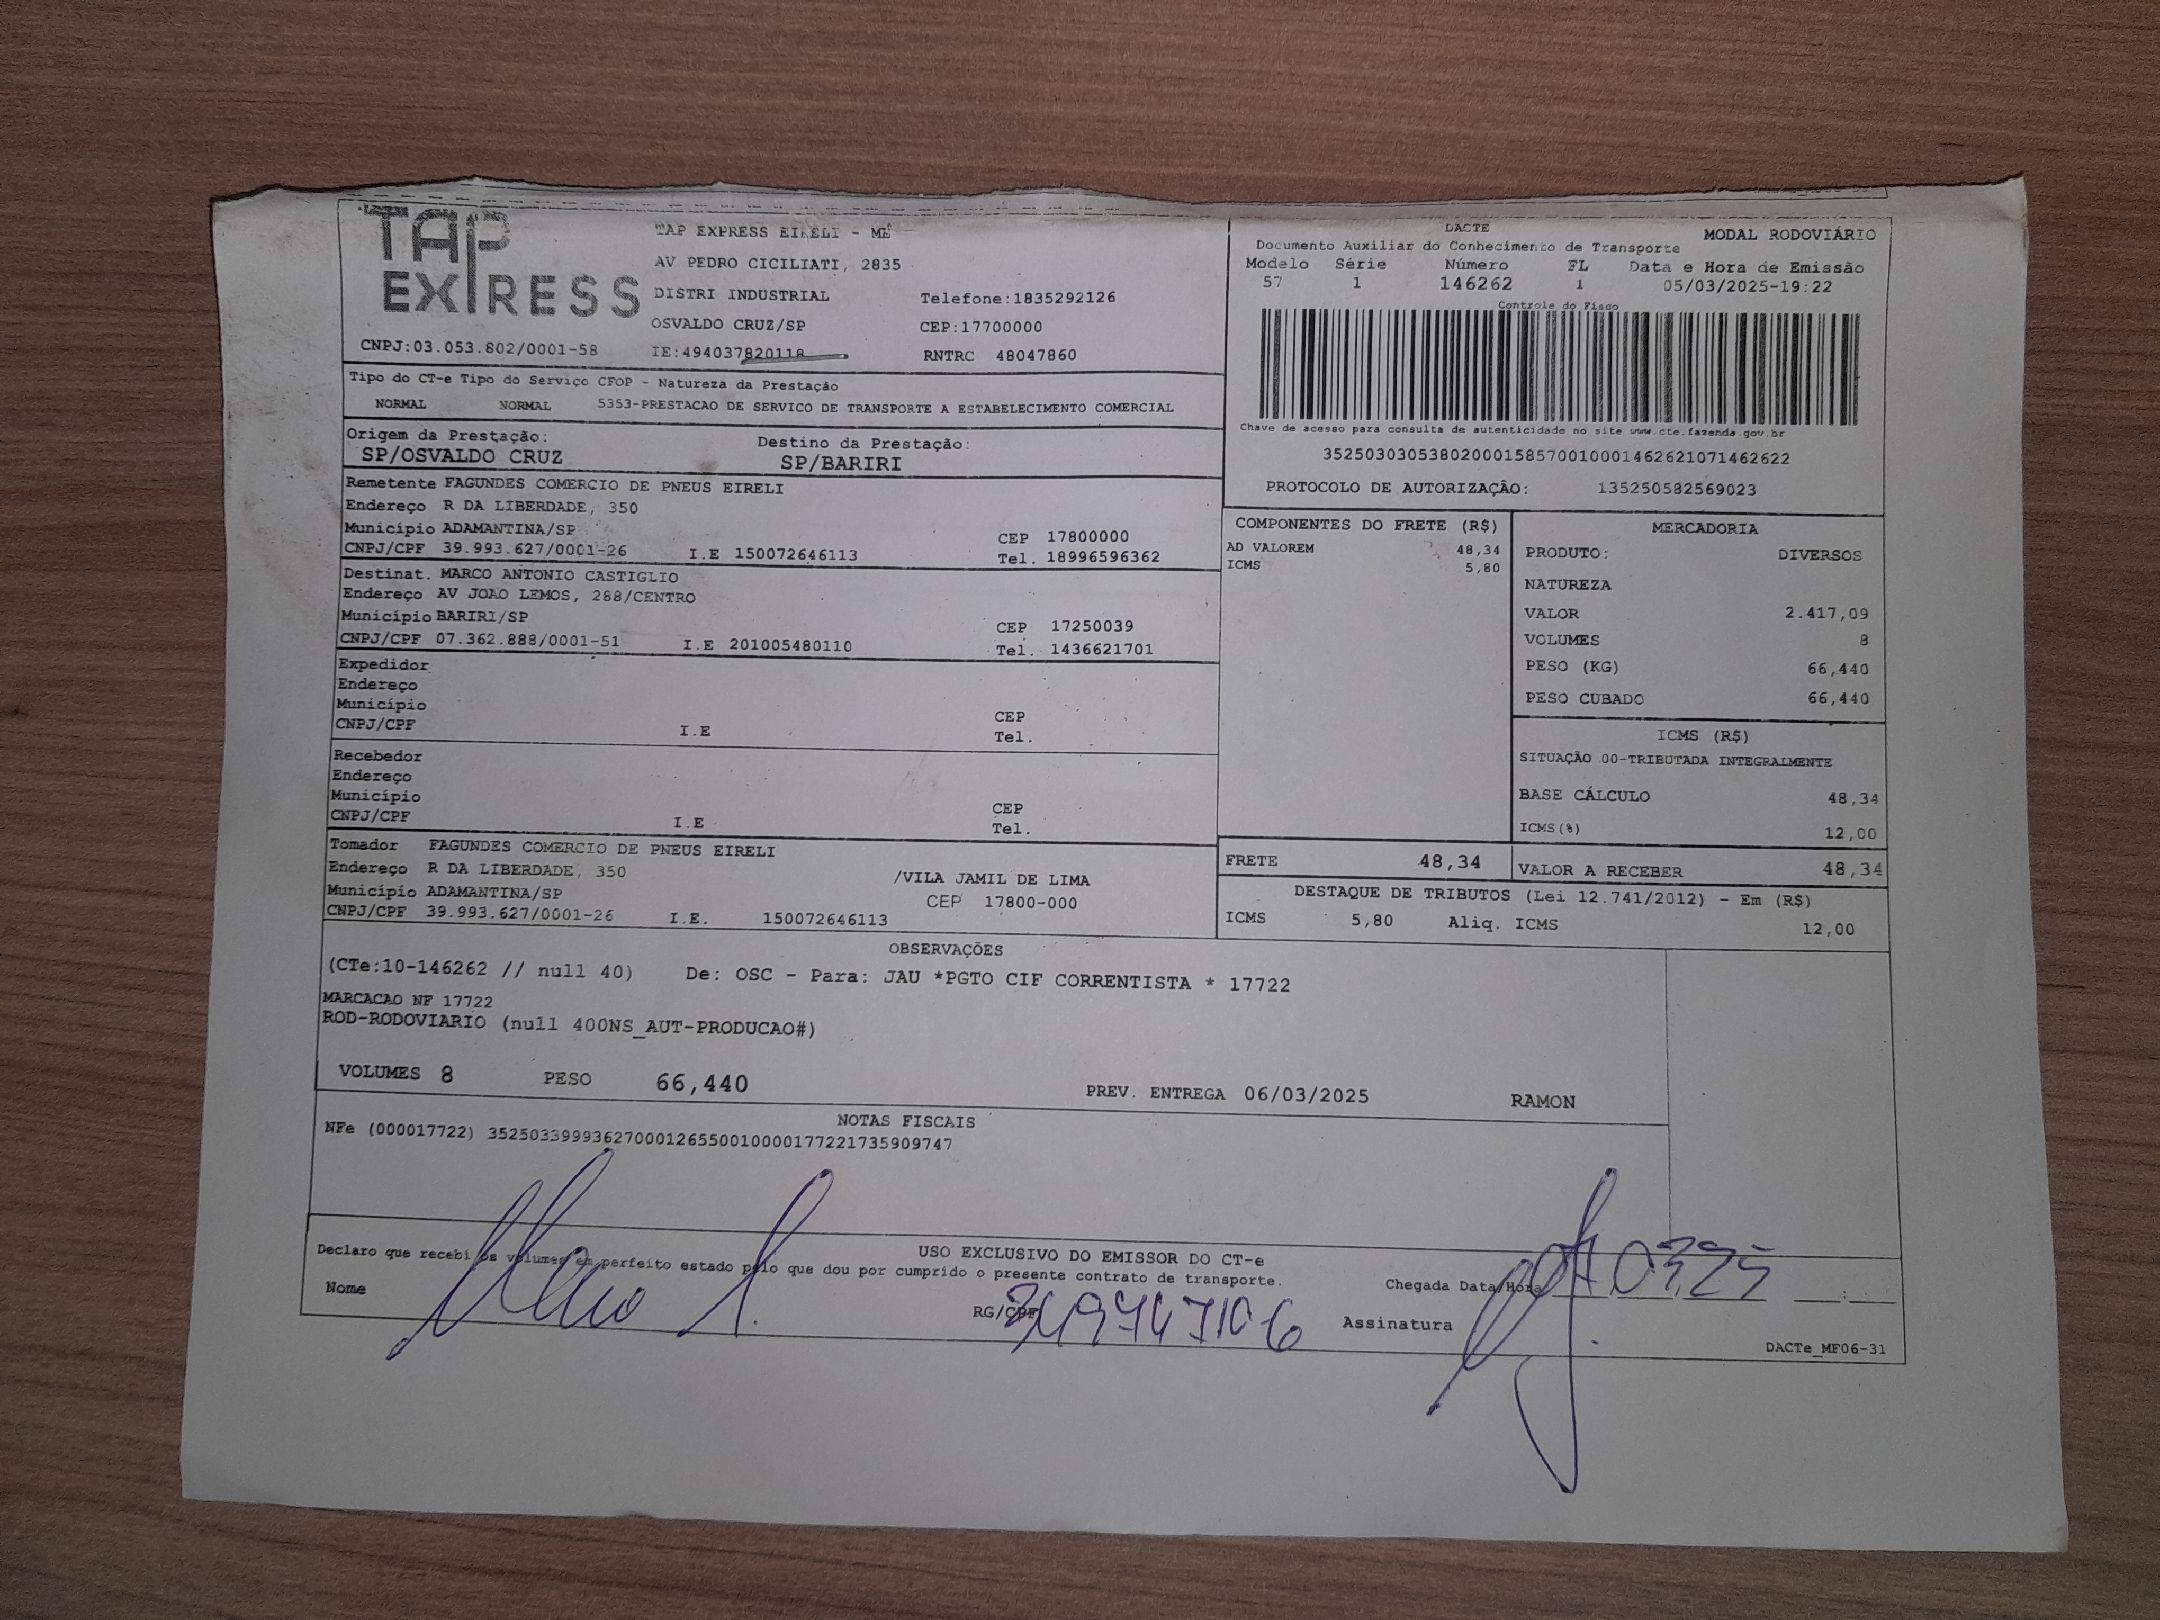 TAP EXPRESS
TAP EXPRESS EIRELI - ME
AV PEDRO CICILIATI, 2835
DISTRI INDUSTRIAL Telefone:1835292126
OSVALDO CRUZ/SP CEP:17700000
CNPJ:03.053.802/0001-58 IE:494037820118 RNTRC 48047860
DACTE MODAL RODOVIÁRIO
Documento Auxiliar do Conhecimento de Transporte
Modelo Série Número FL Data e Hora de Emissão
57 1 146262 1 05/03/2025-19:22
Controle do Fisco
Chave de acesso para consulta de autenticidade no site www.cte.fazenda.gov.br
35250303053802000158570010001462621071462622
PROTOCOLO DE AUTORIZAÇÃO: 135250582569023
Tipo do CT-e Tipo do Serviço CFOP - Natureza da Prestação
NORMAL NORMAL 5353-PRESTACAO DE SERVICO DE TRANSPORTE A ESTABELECIMENTO COMERCIAL
Origem da Prestação: Destino da Prestação:
SP/OSVALDO CRUZ SP/BARIRI
Remetente FAGUNDES COMERCIO DE PNEUS EIRELI
Endereço R DA LIBERDADE, 350
Município ADAMANTINA/SP CEP 17800000
CNPJ/CPF 39.993.627/0001-26 I.E 150072646113 Tel. 18996596362
Destinat. MARCO ANTONIO CASTIGLIO
Endereço AV JOAO LEMOS, 288/CENTRO
Município BARIRI/SP CEP 17250039
CNPJ/CPF 07.362.888/0001-51 I.E 201005480110 Tel. 1436621701
Expedidor
Endereço
Município CEP
CNPJ/CPF I.E Tel.
Recebedor
Endereço
Município CEP
CNPJ/CPF I.E Tel.
Tomador FAGUNDES COMERCIO DE PNEUS EIRELI
Endereço R DA LIBERDADE, 350 /VILA JAMIL DE LIMA
Município ADAMANTINA/SP CEP 17800-000
CNPJ/CPF 39.993.627/0001-26 I.E. 150072646113
COMPONENTES DO FRETE (R$)
AD VALOREM 48,34
ICMS 5,80
MERCADORIA
PRODUTO: DIVERSOS
NATUREZA
VALOR 2.417,09
VOLUMES 8
PESO (KG) 66,440
PESO CUBADO 66,440
ICMS (R$)
SITUAÇÃO 00-TRIBUTADA INTEGRALMENTE
BASE CÁLCULO 48,34
ICMS(%) 12,00
FRETE 48,34 VALOR A RECEBER 48,34
DESTAQUE DE TRIBUTOS (Lei 12.741/2012) - Em (R$)
ICMS 5,80 Aliq. ICMS 12,00
OBSERVAÇÕES
(CTe:10-146262 // null 40) De: OSC - Para: JAU *PGTO CIF CORRENTISTA * 17722
MARCACAO NF 17722
ROD-RODOVIARIO (null 400NS_AUT-PRODUCAO#)
VOLUMES 8 PESO 66,440 PREV. ENTREGA 06/03/2025 RAMON
NOTAS FISCAIS
NFe (000017722) 35250339993627000126550010000177221735909747
USO EXCLUSIVO DO EMISSOR DO CT-e
Declaro que recebi os volumes em perfeito estado pelo que dou por cumprido o presente contrato de transporte.
Chegada Data/Hora
Nome RG/CPF Assinatura
DACTe_MF06-31